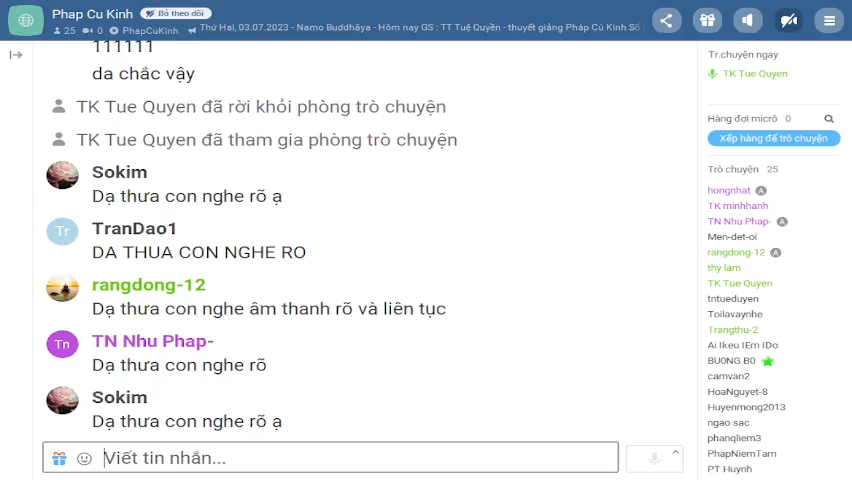 Phap Cu Kinh Bỏ theo dõi
25 0 PhapCuKinh Thứ Hai, 03.07.2023 - Namo Buddhāya - Hôm nay GS : TT Tuệ Quyền - thuyết giảng Pháp Cú Kinh Số
111111
da chắc vậy
TK Tue Quyen đã rời khỏi phòng trò chuyện
TK Tue Quyen đã tham gia phòng trò chuyện
Sokim
Dạ thưa con nghe rõ ạ
Tr TranDao1
DA THUA CON NGHE RO
rangdong-12
Dạ thưa con nghe âm thanh rõ và liên tục
Tn TN Nhu Phap-
Dạ thưa con nghe rõ
Sokim
Dạ thưa con nghe rõ ạ
Viết tin nhắn...
Tr.chuyện ngay
TK Tue Quyen
Hàng đợi micrô 0
Xếp hàng để trò chuyện
Trò chuyện 25
hongnhat A
TK minhhanh
TN Nhu Phap- A
Men-det-oi
rangdong-12 A
thy lam
TK Tue Quyen
tntueduyen
Toilavaynhe
Trangthu-2
Ai Ikeu IEm IDo
BU0NG B0
camvan2
HoaNguyet-8
Huyenmong2013
ngao sac
phanqliem3
PhapNiemTam
PT Huynh